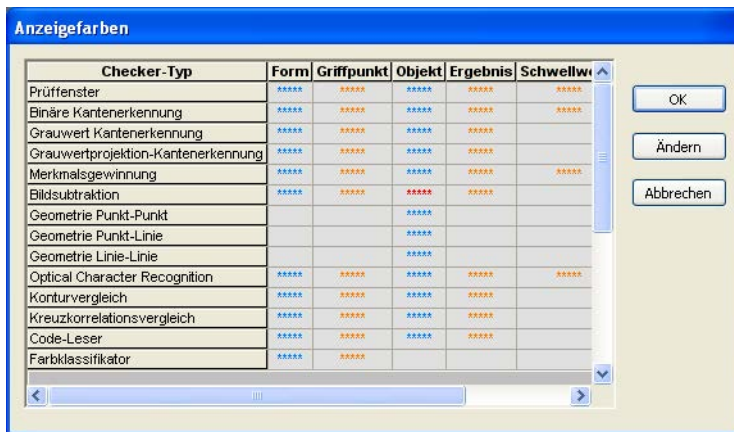 Anzeigefarben
Checker-Typ Form Griffpunkt Objekt Ergebnis Schwellwe
Prüffenster ***** ***** ***** ***** *****
Binäre Kantenerkennung ***** ***** ***** ***** *****
Grauwert Kantenerkennung ***** ***** ***** *****
Grauwertprojektion-Kantenerkennung ***** ***** ***** *****
Merkmalsgewinnung ***** ***** ***** ***** *****
Bildsubtraktion ***** ***** ***** *****
Geometrie Punkt-Punkt *****
Geometrie Punkt-Linie *****
Geometrie Linie-Linie *****
Optical Character Recognition ***** ***** ***** ***** *****
Konturvergleich ***** ***** ***** *****
Kreuzkorrelationsvergleich ***** ***** ***** *****
Code-Leser ***** ***** ***** *****
Farbklassifikator ***** *****
OK
Ändern
Abbrechen